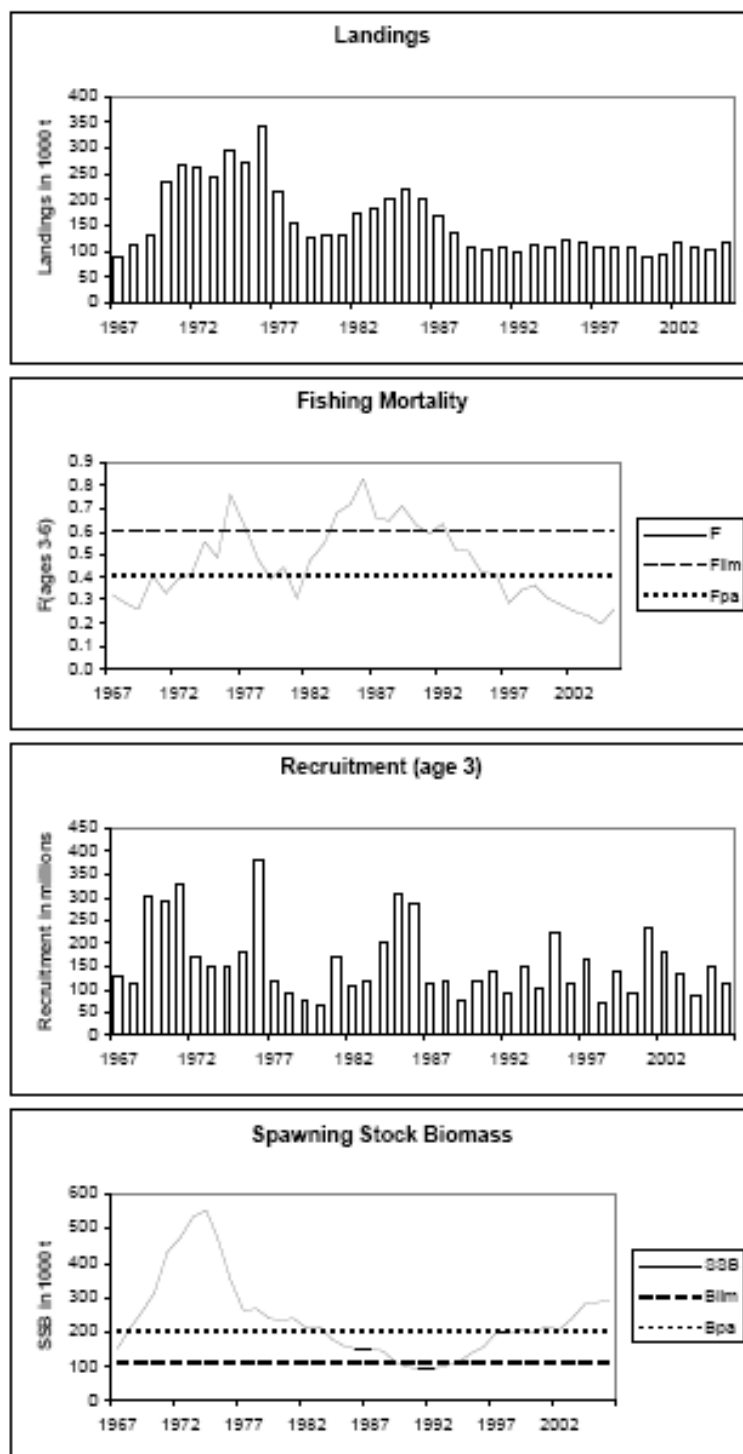 Landings
Landings in 1000 t
400
350
300
250
200
150
100
50
0
1967 1972 1977 1982 1987 1992 1997 2002
Fishing Mortality
F(ages 3-6)
0.9
0.8
0.7
0.6
0.5
0.4
0.3
0.2
0.1
0.0
1967 1972 1977 1982 1987 1992 1997 2002
F
Flim
Fpa
Recruitment (age 3)
Recruitment in millions
450
400
350
300
250
200
150
100
50
0
1967 1972 1977 1982 1987 1992 1997 2002
Spawning Stock Biomass
SSB in 1000 t
600
500
400
300
200
100
0
1967 1972 1977 1982 1987 1992 1997 2002
SSB
Blim
Bpa